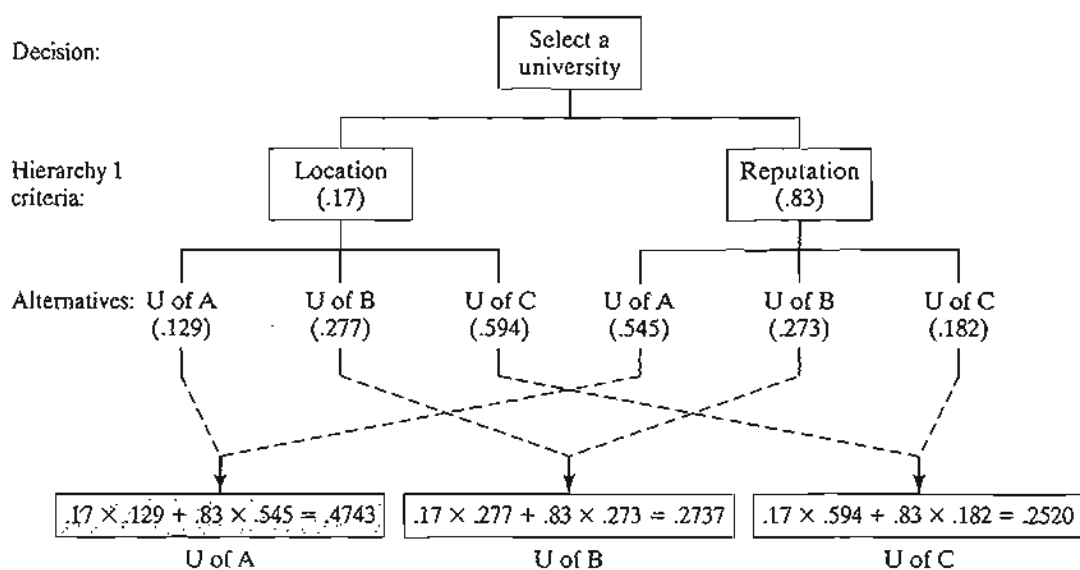 Decision:
Select a
university
Hierarchy 1
criteria:
Location
(.17)
Reputation
(.83)
Alternatives:
U of A
(.129)
U of B
(.277)
U of C
(.594)
U of A
(.545)
U of B
(.273)
U of C
(.182)
.17 × .129 + .83 × .545 = .4743
U of A
.17 × .277 + .83 × .273 = .2737
U of B
.17 × .594 + .83 × .182 = .2520
U of C